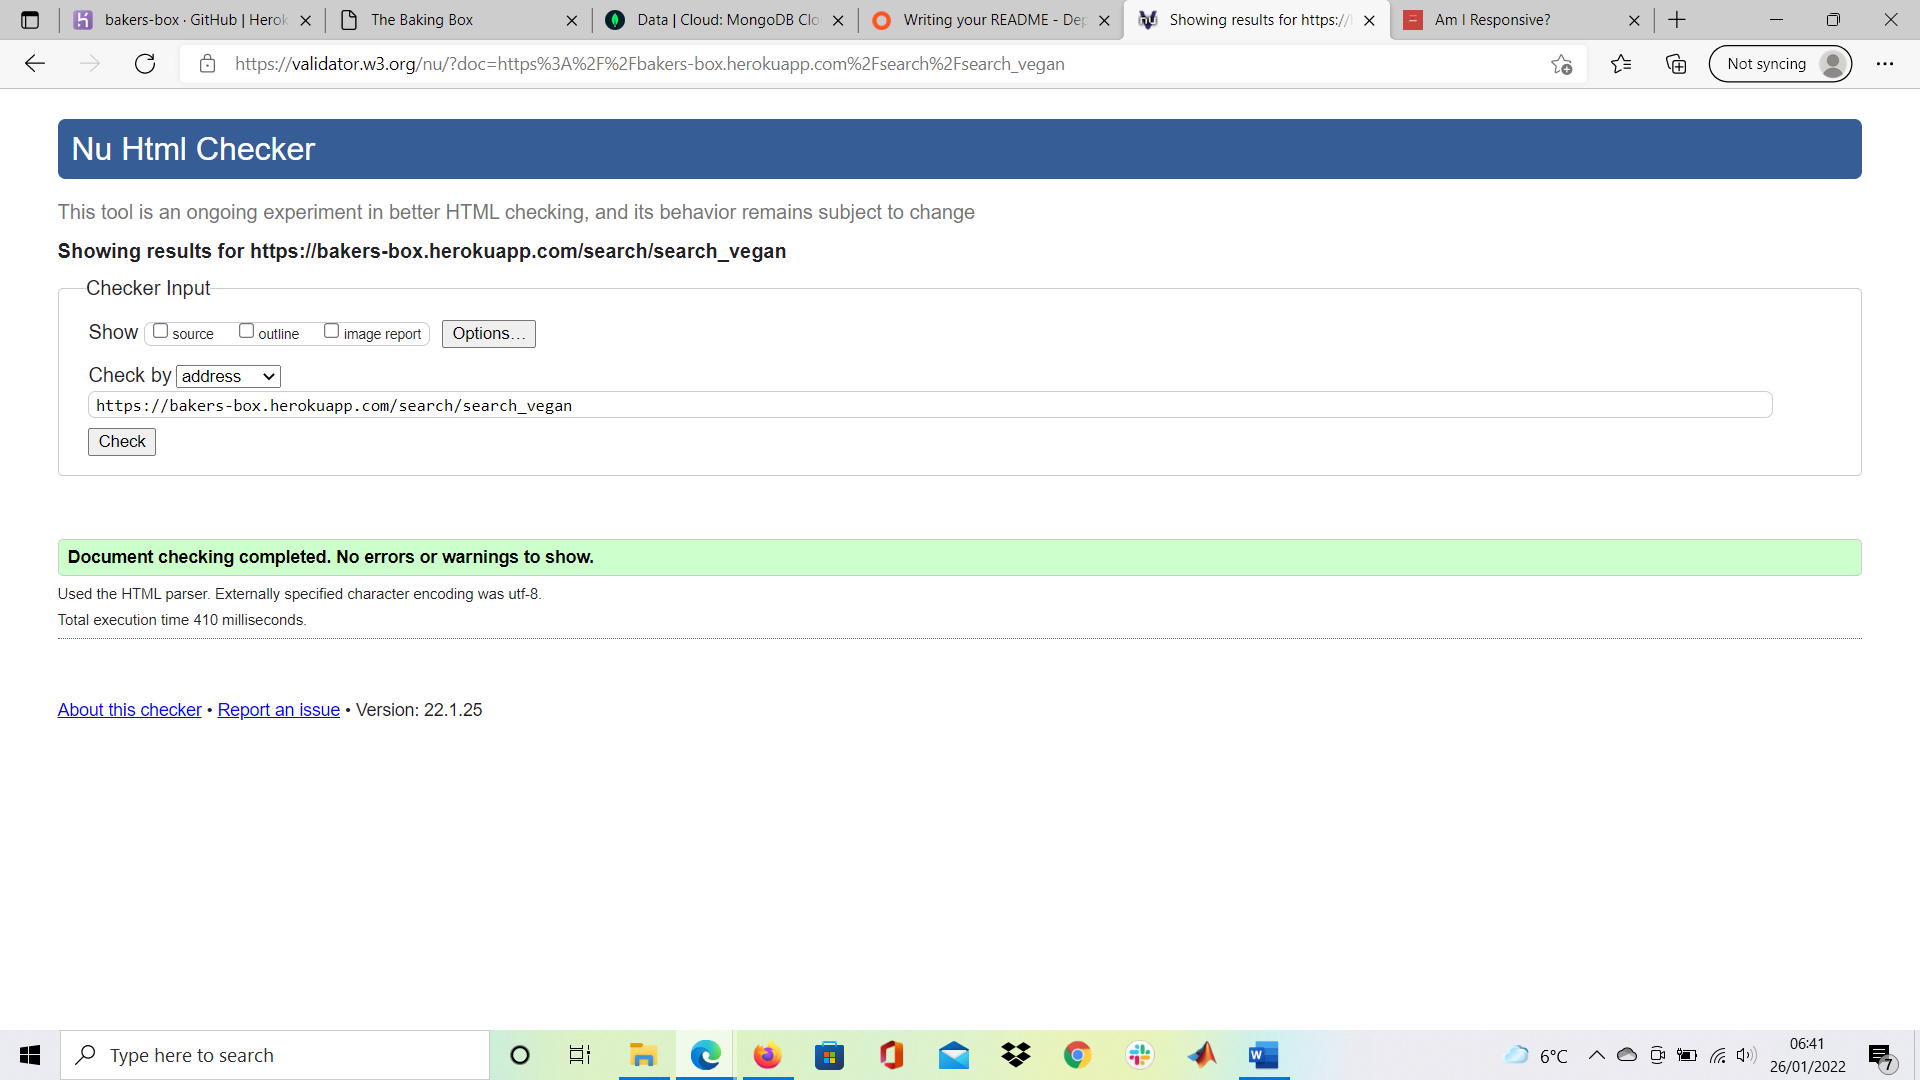 bakers-box · GitHub | Herok
The Baking Box
Data | Cloud: MongoDB Clo
Writing your README - Dep
Showing results for https://
Am I Responsive?
https://validator.w3.org/nu/?doc=https%3A%2F%2Fbakers-box.herokuapp.com%2Fsearch%2Fsearch_vegan
Not syncing
Nu Html Checker
This tool is an ongoing experiment in better HTML checking, and its behavior remains subject to change
Showing results for https://bakers-box.herokuapp.com/search/search_vegan
Checker Input
Show source outline image report Options...
Check by address
https://bakers-box.herokuapp.com/search/search_vegan
Check
Document checking completed. No errors or warnings to show.
Used the HTML parser. Externally specified character encoding was utf-8.
Total execution time 410 milliseconds.
About this checker • Report an issue • Version: 22.1.25
Type here to search
6°C
06:41
26/01/2022
7